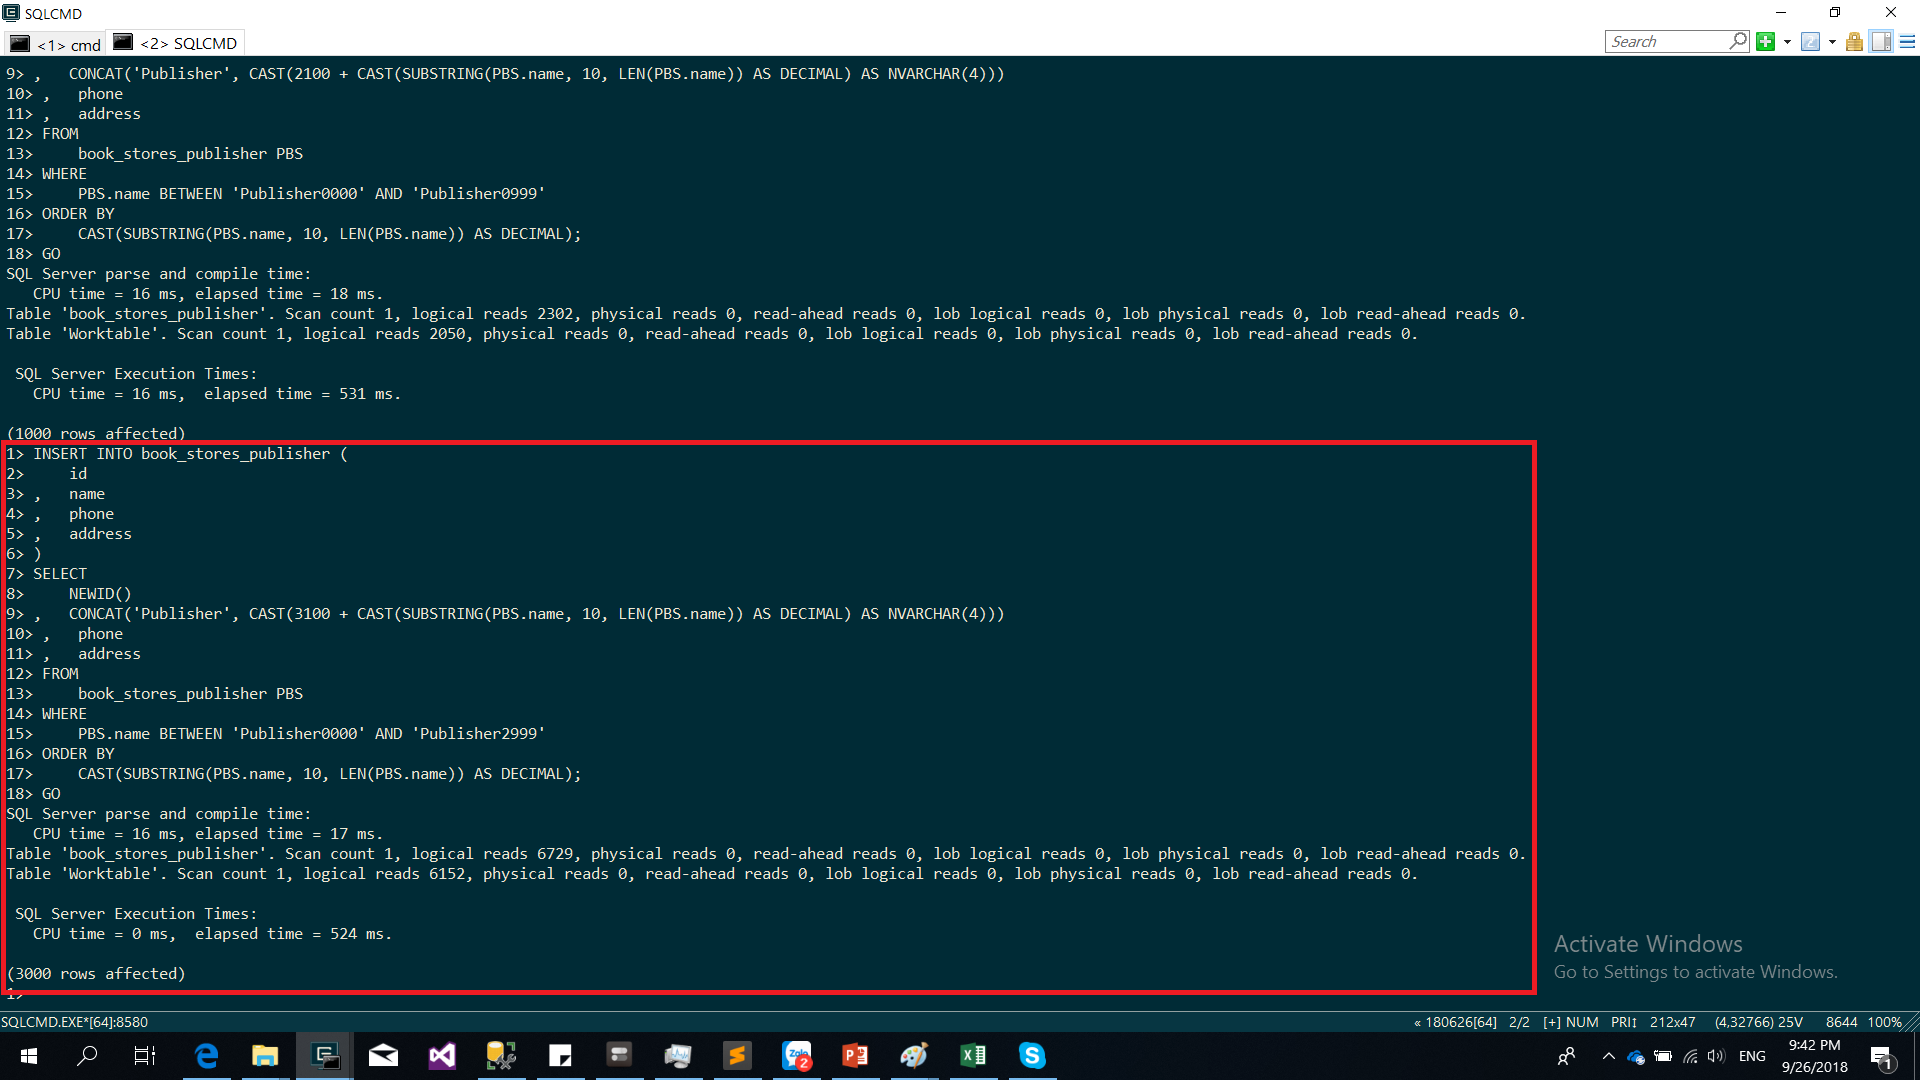 SQLCMD
<1> cmd
<2> SQLCMD
Search
9> ,   CONCAT('Publisher', CAST(2100 + CAST(SUBSTRING(PBS.name, 10, LEN(PBS.name)) AS DECIMAL) AS NVARCHAR(4)))
10> ,   phone
11> ,   address
12> FROM
13>     book_stores_publisher PBS
14> WHERE
15>     PBS.name BETWEEN 'Publisher0000' AND 'Publisher0999'
16> ORDER BY
17>     CAST(SUBSTRING(PBS.name, 10, LEN(PBS.name)) AS DECIMAL);
18> GO
SQL Server parse and compile time:
   CPU time = 16 ms, elapsed time = 18 ms.
Table 'book_stores_publisher'. Scan count 1, logical reads 2302, physical reads 0, read-ahead reads 0, lob logical reads 0, lob physical reads 0, lob read-ahead reads 0.
Table 'Worktable'. Scan count 1, logical reads 2050, physical reads 0, read-ahead reads 0, lob logical reads 0, lob physical reads 0, lob read-ahead reads 0.
 SQL Server Execution Times:
   CPU time = 16 ms,  elapsed time = 531 ms.
(1000 rows affected)
1> INSERT INTO book_stores_publisher (
2>     id
3> ,   name
4> ,   phone
5> ,   address
6> )
7> SELECT
8>     NEWID()
9> ,   CONCAT('Publisher', CAST(3100 + CAST(SUBSTRING(PBS.name, 10, LEN(PBS.name)) AS DECIMAL) AS NVARCHAR(4)))
10> ,   phone
11> ,   address
12> FROM
13>     book_stores_publisher PBS
14> WHERE
15>     PBS.name BETWEEN 'Publisher0000' AND 'Publisher2999'
16> ORDER BY
17>     CAST(SUBSTRING(PBS.name, 10, LEN(PBS.name)) AS DECIMAL);
18> GO
SQL Server parse and compile time:
   CPU time = 16 ms, elapsed time = 17 ms.
Table 'book_stores_publisher'. Scan count 1, logical reads 6729, physical reads 0, read-ahead reads 0, lob logical reads 0, lob physical reads 0, lob read-ahead reads 0.
Table 'Worktable'. Scan count 1, logical reads 6152, physical reads 0, read-ahead reads 0, lob logical reads 0, lob physical reads 0, lob read-ahead reads 0.
 SQL Server Execution Times:
   CPU time = 0 ms,  elapsed time = 524 ms.
(3000 rows affected)
1>
Activate Windows
Go to Settings to activate Windows.
SQLCMD.EXE*[64]:8580
« 180626[64]  2/2  [+] NUM  PRI↕  212x47  (4,32766) 25V  8644  100%
Zalo
2
ENG
9:42 PM
9/26/2018
1